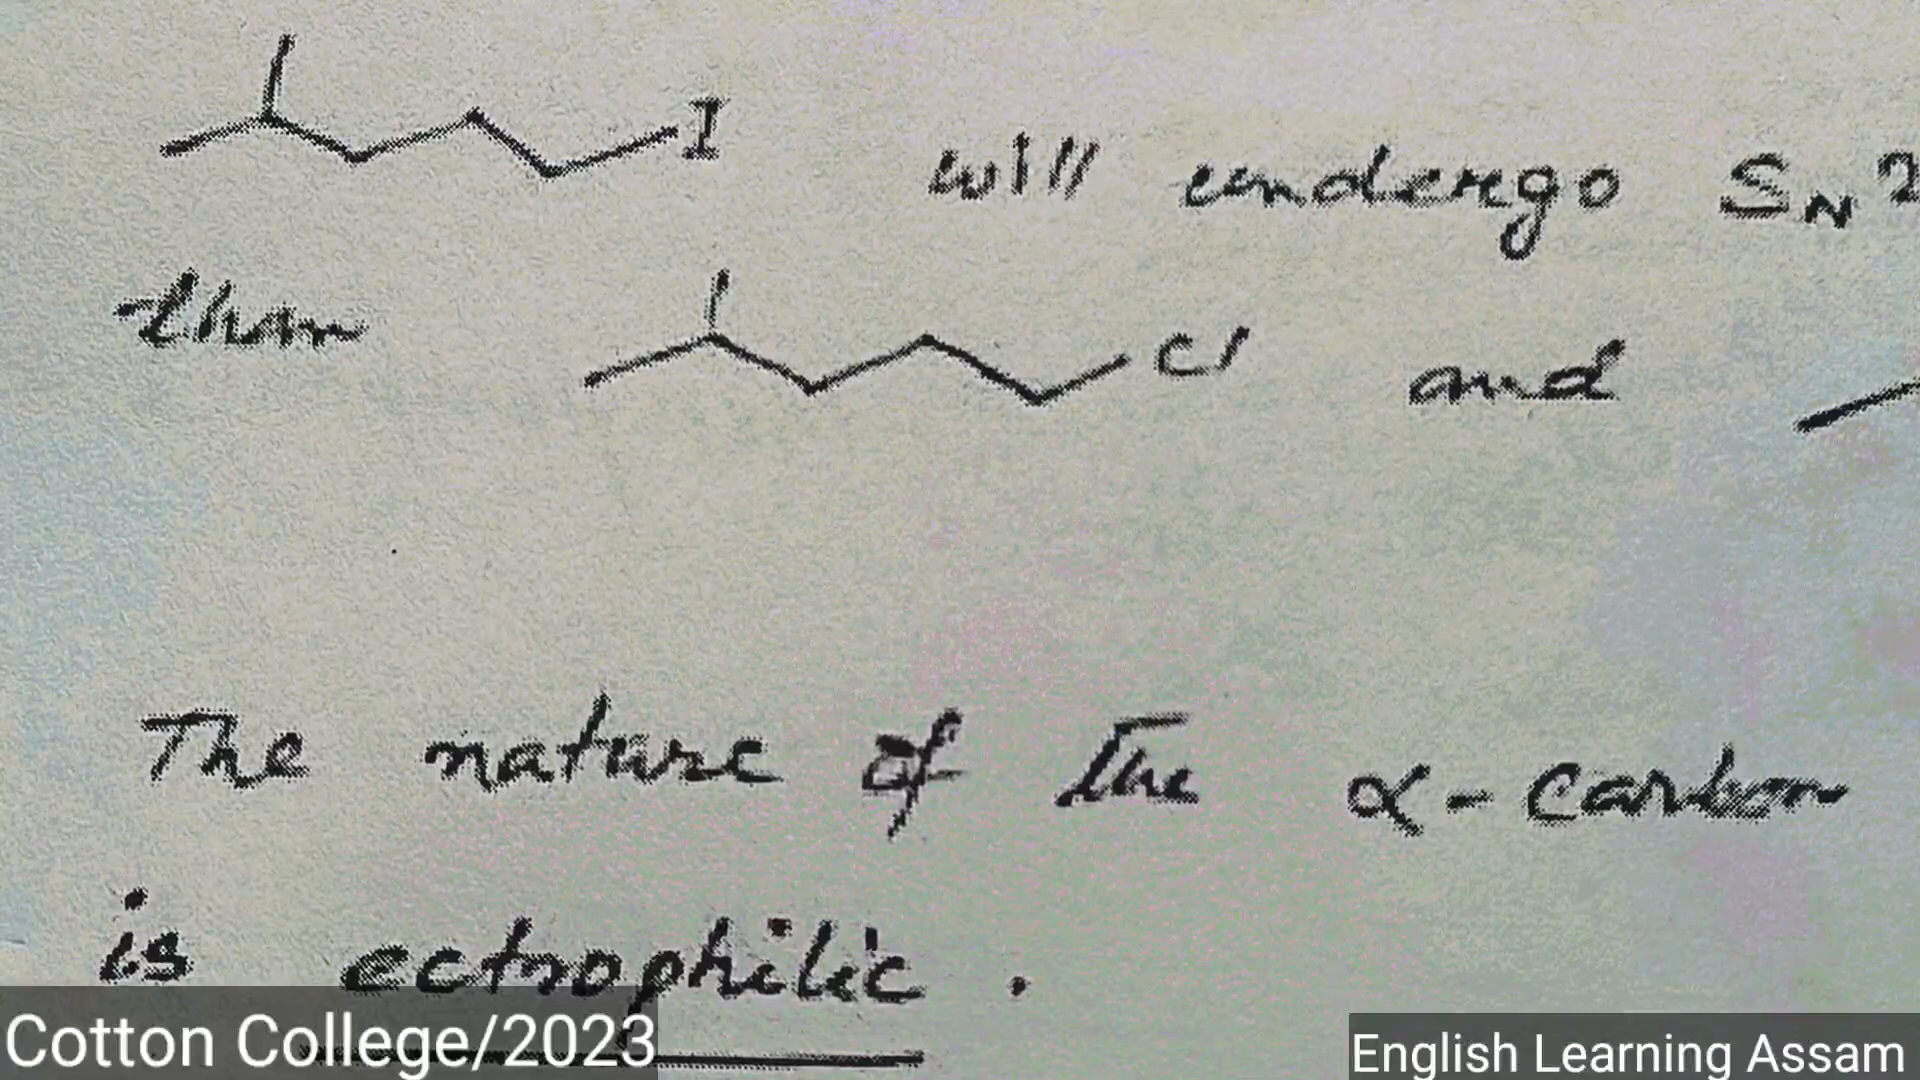 I will undergo SN2
than Cl and
The nature of the α-carbon
is ectrophilic.
Cotton College/2023
English Learning Assam